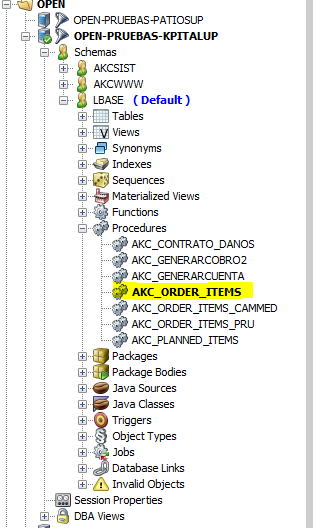 OPEN
OPEN-PRUEBAS-PATIOSUP
OPEN-PRUEBAS-KPITALUP
Schemas
AKCSIST
AKCWWW
LBASE ( Default )
Tables
Views
Synonyms
Indexes
Sequences
Materialized Views
Functions
Procedures
AKC_CONTRATO_DANOS
AKC_GENERARCOBRO2
AKC_GENERARCUENTA
AKC_ORDER_ITEMS
AKC_ORDER_ITEMS_CAMMED
AKC_ORDER_ITEMS_PRU
AKC_PLANNED_ITEMS
Packages
Package Bodies
Java Sources
Java Classes
Triggers
Object Types
Jobs
Database Links
Invalid Objects
Session Properties
DBA Views